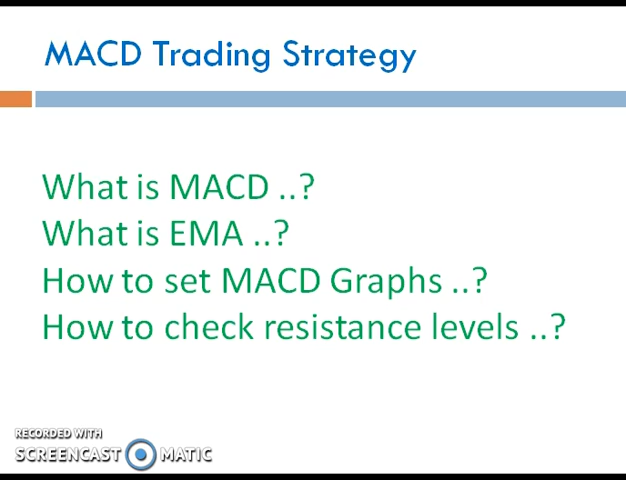 MACD Trading Strategy
What is MACD ..?
What is EMA ..?
How to set MACD Graphs ..?
How to check resistance levels ..?
RECORDED WITH
SCREENCAST MATIC